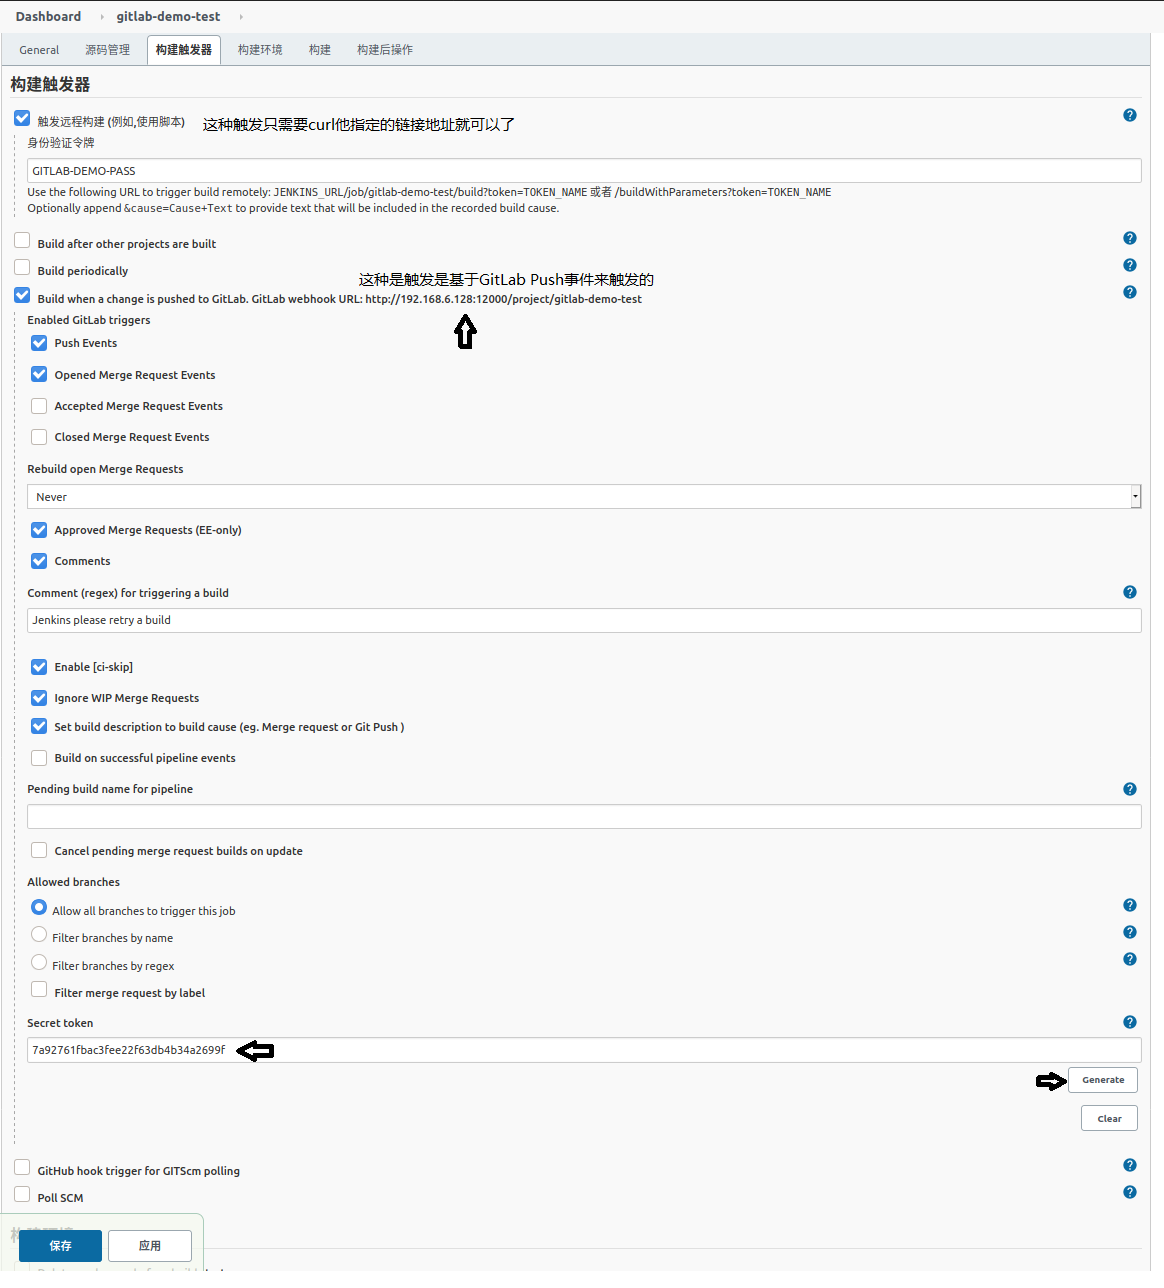 Dashboard › gitlab-demo-test ›
General 源码管理 构建触发器 构建环境 构建 构建后操作
构建触发器
触发远程构建 (例如,使用脚本) 这种触发只需要curl他指定的链接地址就可以了
身份验证令牌
GITLAB-DEMO-PASS
Use the following URL to trigger build remotely: JENKINS_URL/job/gitlab-demo-test/build?token=TOKEN_NAME 或者 /buildWithParameters?token=TOKEN_NAME
Optionally append &cause=Cause+Text to provide text that will be included in the recorded build cause.
Build after other projects are built
Build periodically
这种是触发是基于GitLab Push事件来触发的
Build when a change is pushed to GitLab. GitLab webhook URL: http://192.168.6.128:12000/project/gitlab-demo-test
Enabled GitLab triggers
Push Events
Opened Merge Request Events
Accepted Merge Request Events
Closed Merge Request Events
Rebuild open Merge Requests
Never
Approved Merge Requests (EE-only)
Comments
Comment (regex) for triggering a build
Jenkins please retry a build
Enable [ci-skip]
Ignore WIP Merge Requests
Set build description to build cause (eg. Merge request or Git Push )
Build on successful pipeline events
Pending build name for pipeline
Cancel pending merge request builds on update
Allowed branches
Allow all branches to trigger this job
Filter branches by name
Filter branches by regex
Filter merge request by label
Secret token
7a92761fbac3fee22f63db4b34a2699f
Generate
Clear
GitHub hook trigger for GITScm polling
Poll SCM
保存 应用